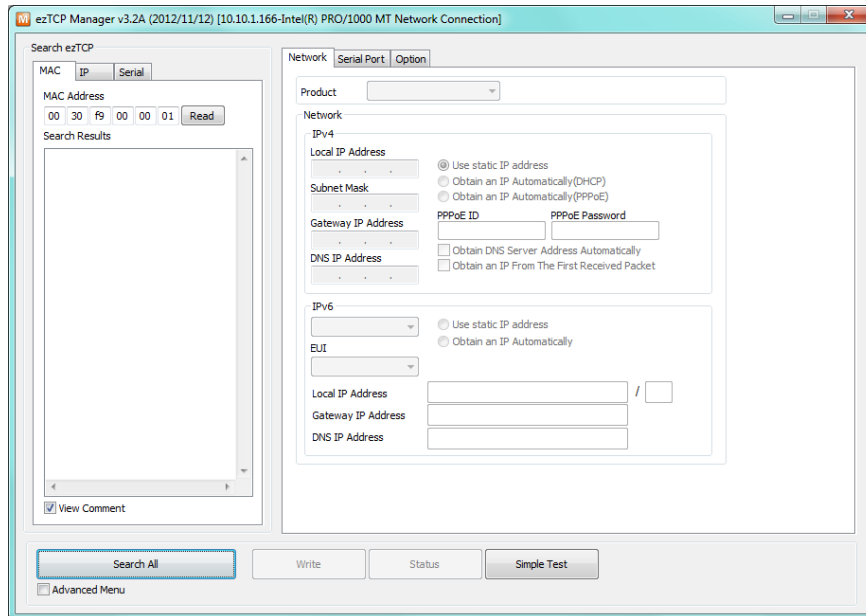 ezTCP Manager v3.2A (2012/11/12) [10.10.1.166-Intel(R) PRO/1000 MT Network Connection]
Search ezTCP
MAC IP Serial
MAC Address
00 30 f9 00 00 01 Read
Search Results
View Comment
Network Serial Port Option
Product
Network
IPv4
Local IP Address
. . .
Use static IP address
Obtain an IP Automatically(DHCP)
Subnet Mask
. . .
Obtain an IP Automatically(PPPoE)
Gateway IP Address
. . .
PPPoE ID PPPoE Password
DNS IP Address
. . .
Obtain DNS Server Address Automatically
Obtain an IP From The First Received Packet
IPv6
Use static IP address
Obtain an IP Automatically
EUI
Local IP Address /
Gateway IP Address
DNS IP Address
Search All Write Status Simple Test
Advanced Menu